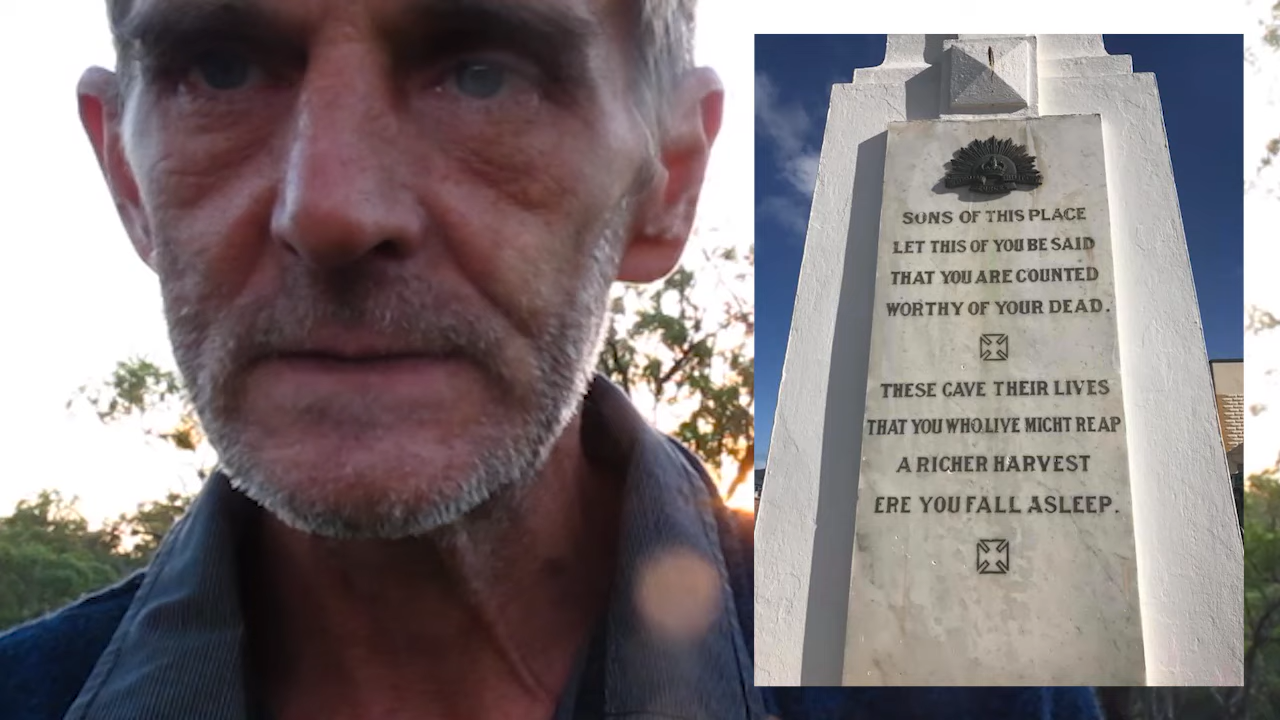 SONS OF THIS PLACE
LET THIS OF YOU BE SAID
THAT YOU ARE COUNTED
WORTHY OF YOUR DEAD.
THESE GAVE THEIR LIVES
THAT YOU WHO LIVE MIGHT REAP
A RICHER HARVEST
ERE YOU FALL ASLEEP.